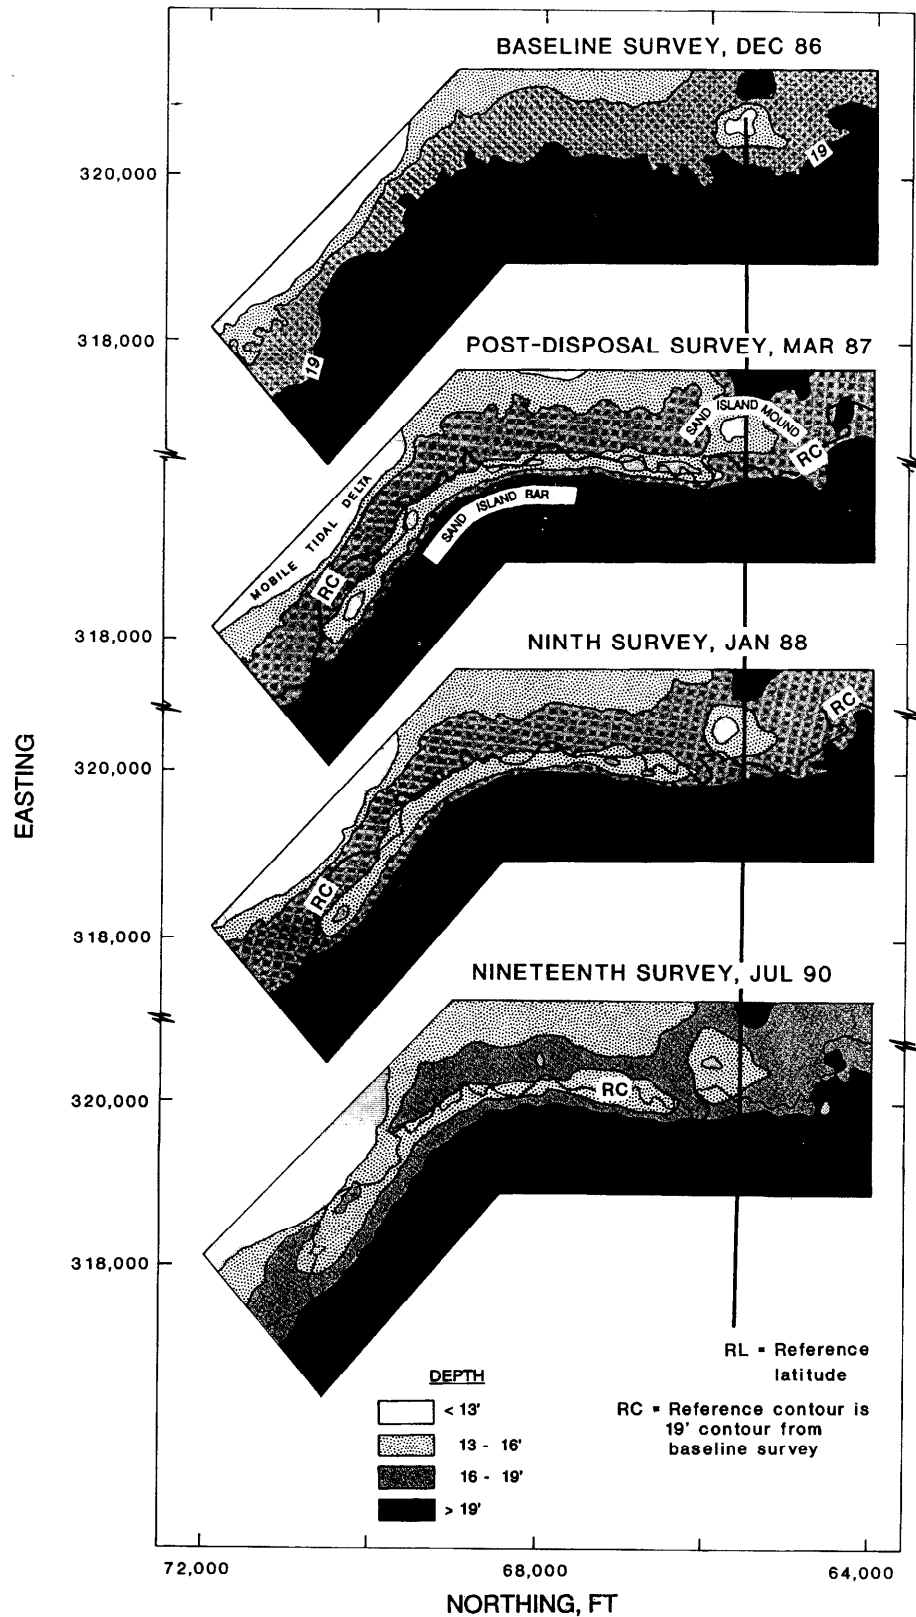 BASELINE SURVEY, DEC 86
320,000
19
318,000
19
POST-DISPOSAL SURVEY, MAR 87
SAND ISLAND MOUND
RC
MOBILE TIDAL DELTA
SAND ISLAND BAR
RC
318,000
NINTH SURVEY, JAN 88
RC
EASTING
320,000
RC
318,000
NINETEENTH SURVEY, JUL 90
RC
320,000
318,000
RL = Reference
latitude
DEPTH
< 13'
RC = Reference contour is
19' contour from
baseline survey
13 - 16'
16 - 19'
> 19'
72,000
68,000
64,000
NORTHING, FT